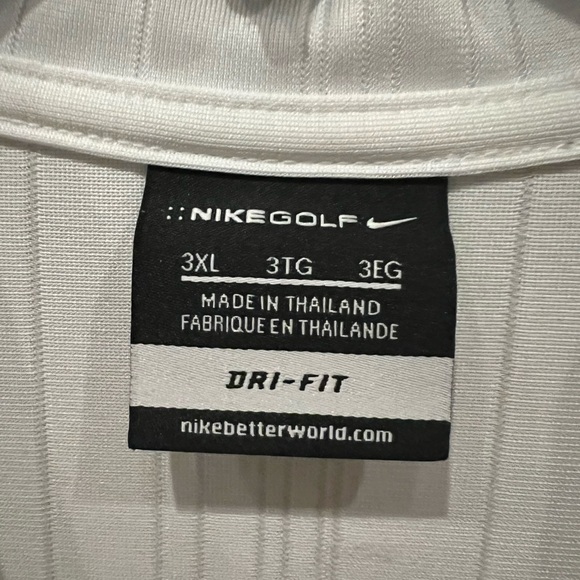 NIKEGOLF
3XL 3TG 3EG
MADE IN THAILAND
FABRIQUE EN THAILANDE
DRI-FIT
nikebetterworld.com